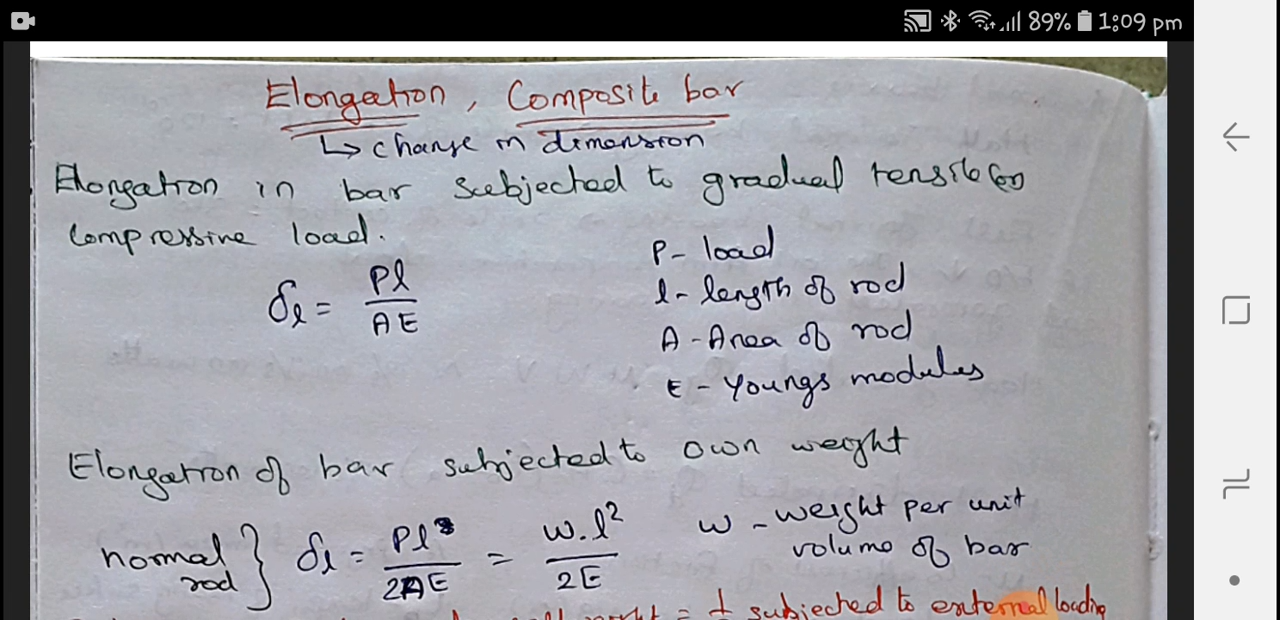 89% 1:09 pm
Elongation, Composite bar
↳ change in dimension
Elongation in bar subjected to gradual tensile (or)
Compressive load.
δl = Pl / AE
P - load
l - length of rod
A - Area of rod
E - Youngs modules
Elongation of bar subjected to own weight
normal rod } δl = Pl / 2AE = w.l² / 2E
w - weight per unit
volume of bar
= 1/ subjected to external loading